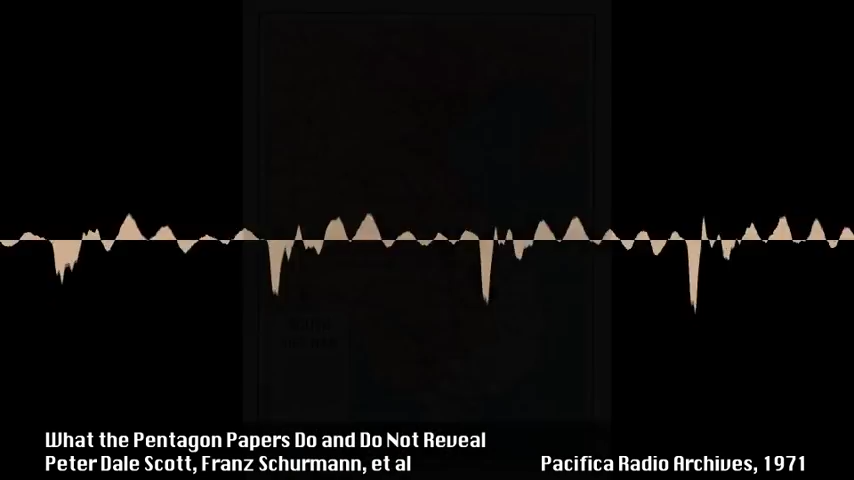 What the Pentagon Papers Do and Do Not Reveal
Peter Dale Scott, Franz Schurmann, et al
Pacifica Radio Archives, 1971